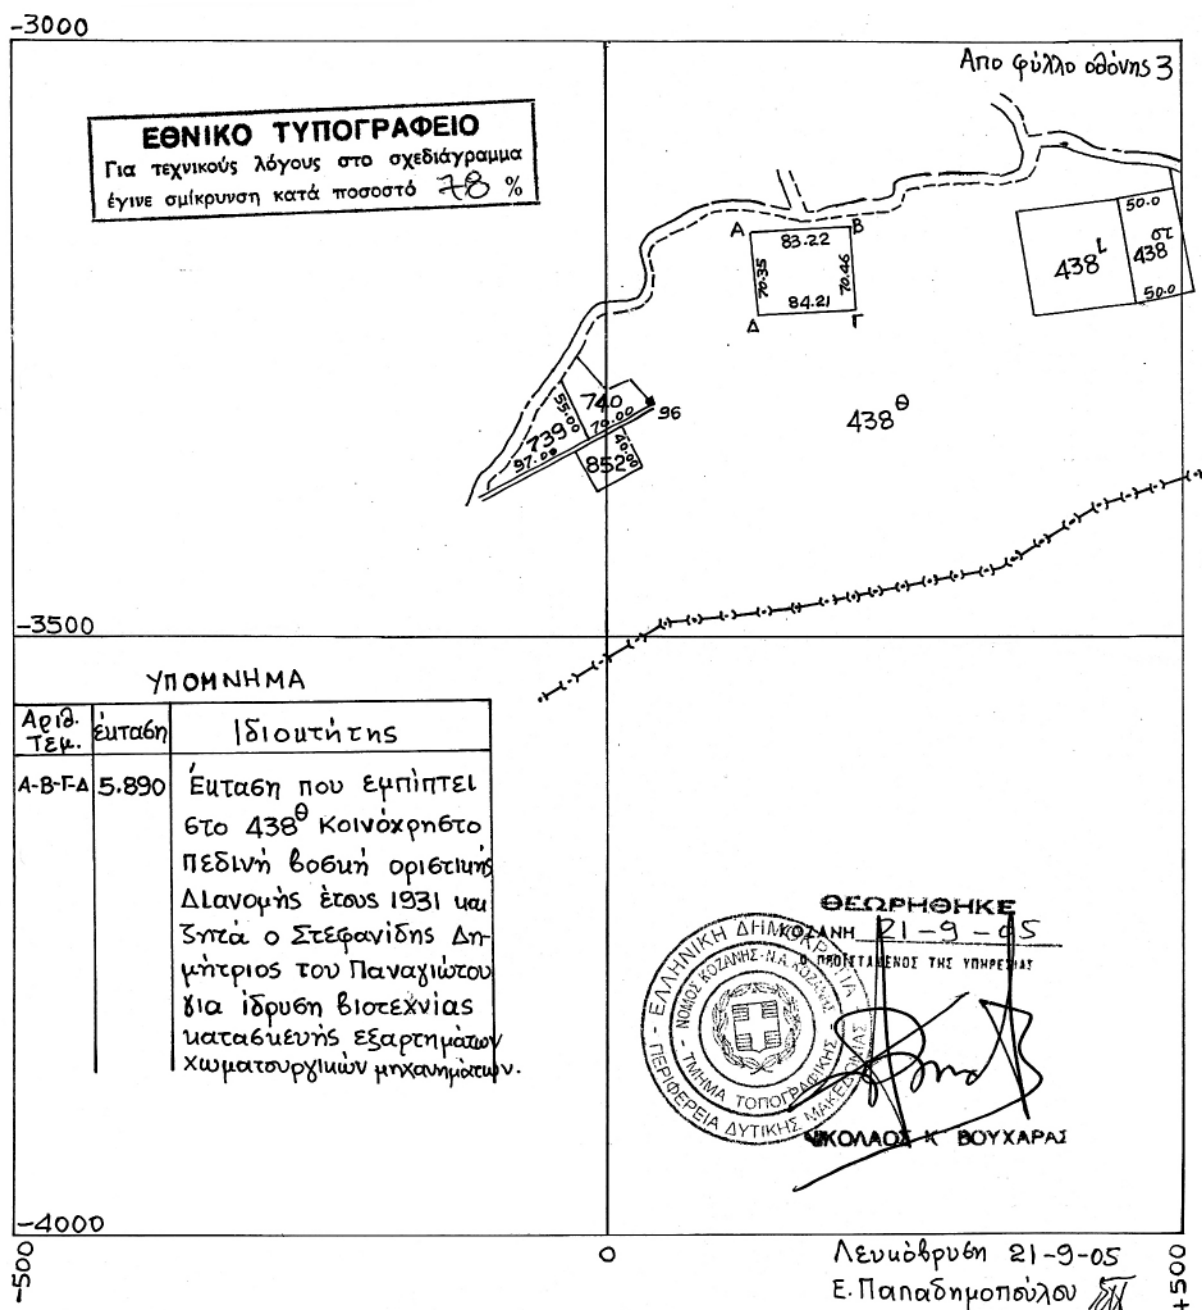 -3000
Απο φύλλο οθόνης 3
ΕΘΝΙΚΟ ΤΥΠΟΓΡΑΦΕΙΟ
Για τεχνικούς λόγους στο σχεδιάγραμμα
έγινε σμίκρυνση κατά ποσοστό 78 %
Α 83.22 Β
70.35
70.46
84.21
Δ Γ
50.0
438 ι
438 στ
50.0
438 θ
740
55.00
70.00
96
739
97.00
40.00
852
-3500
ΥΠΟΜΝΗΜΑ
Αριθ. Τεμ.
έκταση
Ιδιοκτήτης
Α-Β-Γ-Δ
5.890
Έκταση που εμπίπτει
στο 438 θ Κοινόχρηστο
πεδινή βοσκή οριστικής
Διανομής έτους 1931 και
ζητά ο Στεφανίδης Δη-
μήτριος του Παναγιώτου
για ίδρυση βιοτεχνίας
κατασκευής εξαρτημάτων
χωματουργικών μηχανημάτων.
ΘΕΩΡΗΘΗΚΕ
ΚΟΖΑΝΗ 21-9-05
Ο ΠΡΟΪΣΤΑΜΕΝΟΣ ΤΗΣ ΥΠΗΡΕΣΙΑΣ
ΕΛΛΗΝΙΚΗ ΔΗΜΟΚΡΑΤΙΑ
ΠΕΡΙΦΕΡΕΙΑ ΔΥΤΙΚΗΣ ΜΑΚΕΔΟΝΙΑΣ
ΝΟΜΟΣ ΚΟΖΑΝΗΣ-Ν.Α. ΚΟΖΑΝΗΣ
ΤΜΗΜΑ ΤΟΠΟΓΡΑΦΙΚΗΣ
ΝΙΚΟΛΑΟΣ Κ ΒΟΥΧΑΡΑΣ
-4000
-500
0
+500
Λευκόβρυση 21-9-05
Ε. Παπαδημοπούλου